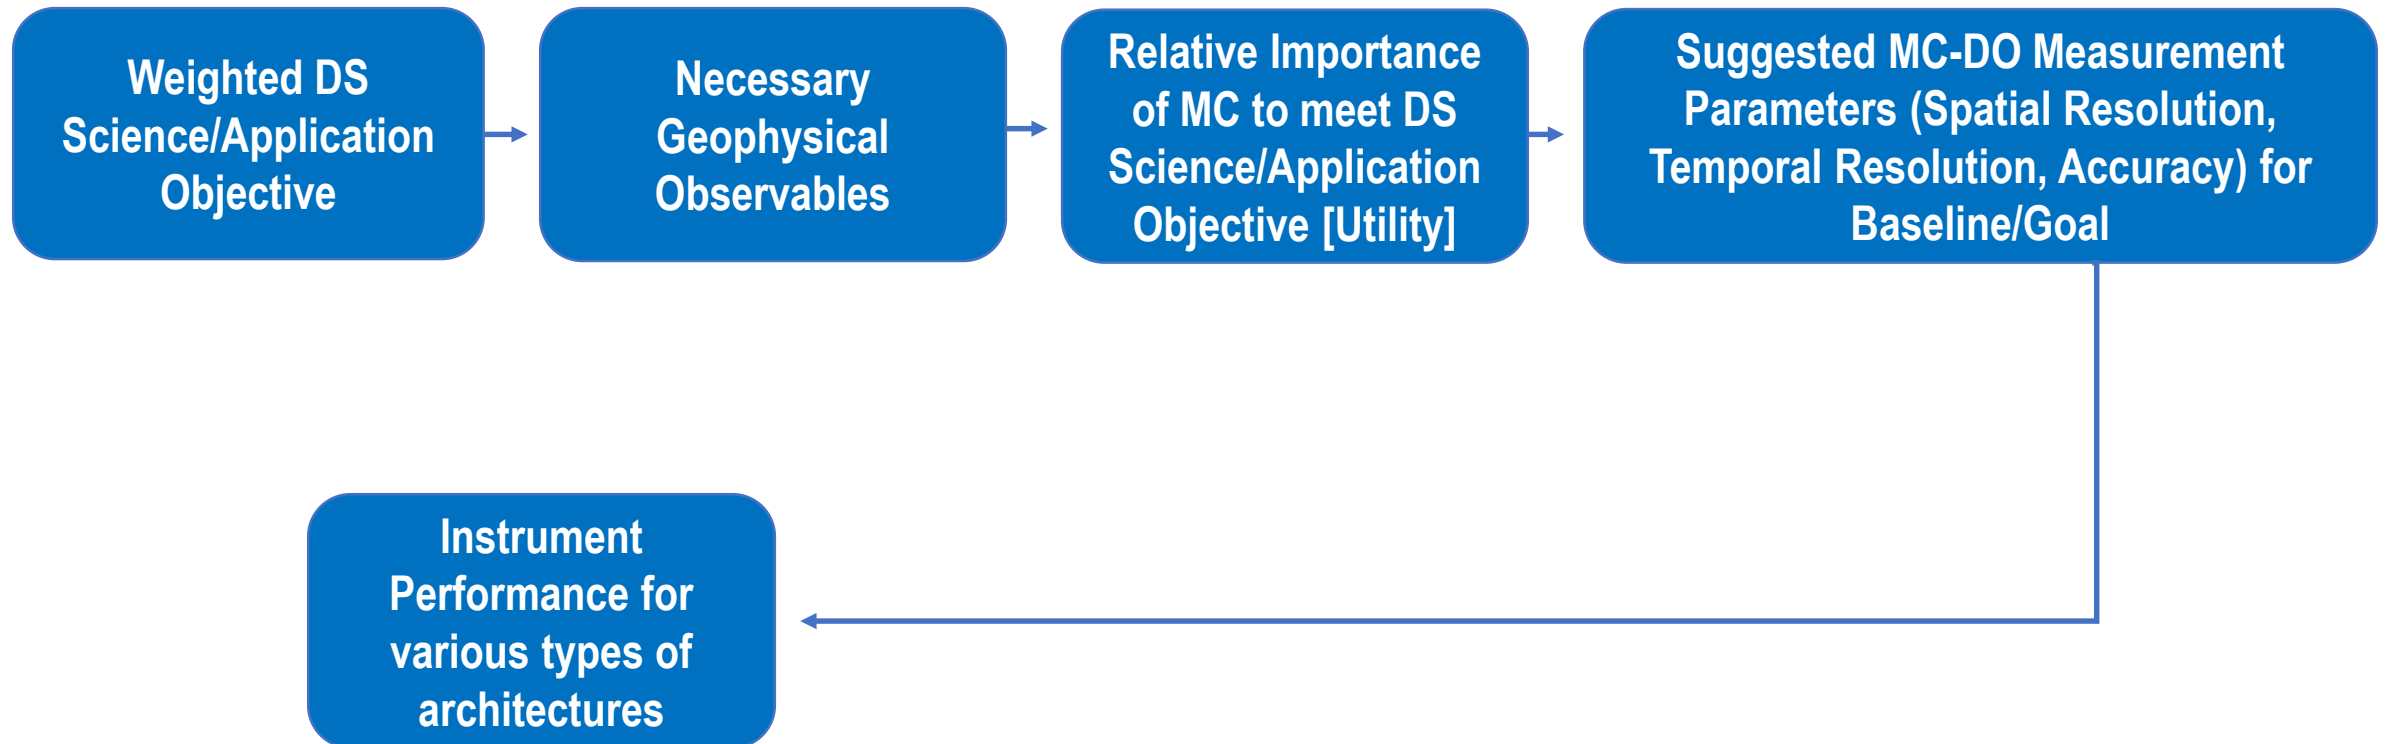 Weighted DS
Science/Application
Objective
Necessary
Geophysical
Observables
Relative Importance
of MC to meet DS
Science/Application
Objective [Utility]
Suggested MC-DO Measurement
Parameters (Spatial Resolution,
Temporal Resolution, Accuracy) for
Baseline/Goal
Instrument
Performance for
various types of
architectures